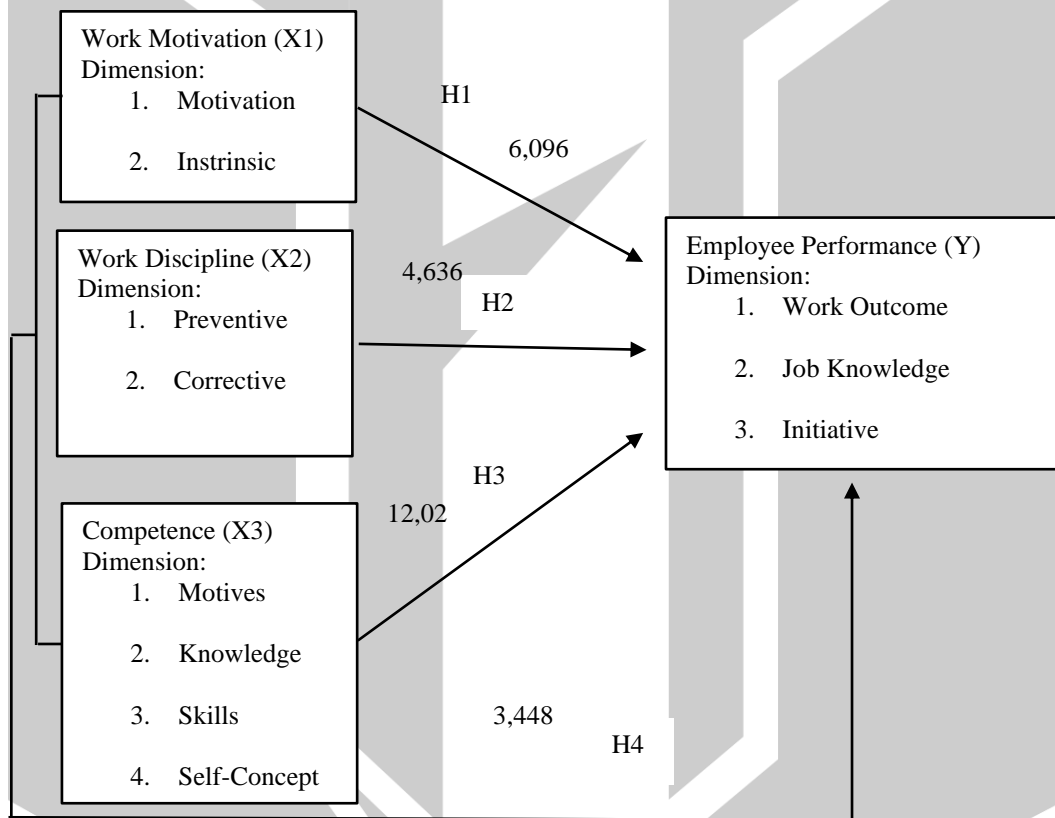 Work Motivation (X1)
Dimension:
1. Motivation
2. Instrinsic
H1
6,096
Work Discipline (X2)
Dimension:
1. Preventive
2. Corrective
4,636
H2
Employee Performance (Y)
Dimension:
1. Work Outcome
2. Job Knowledge
3. Initiative
Competence (X3)
Dimension:
1. Motives
2. Knowledge
3. Skills
4. Self-Concept
H3
12,02
3,448
H4